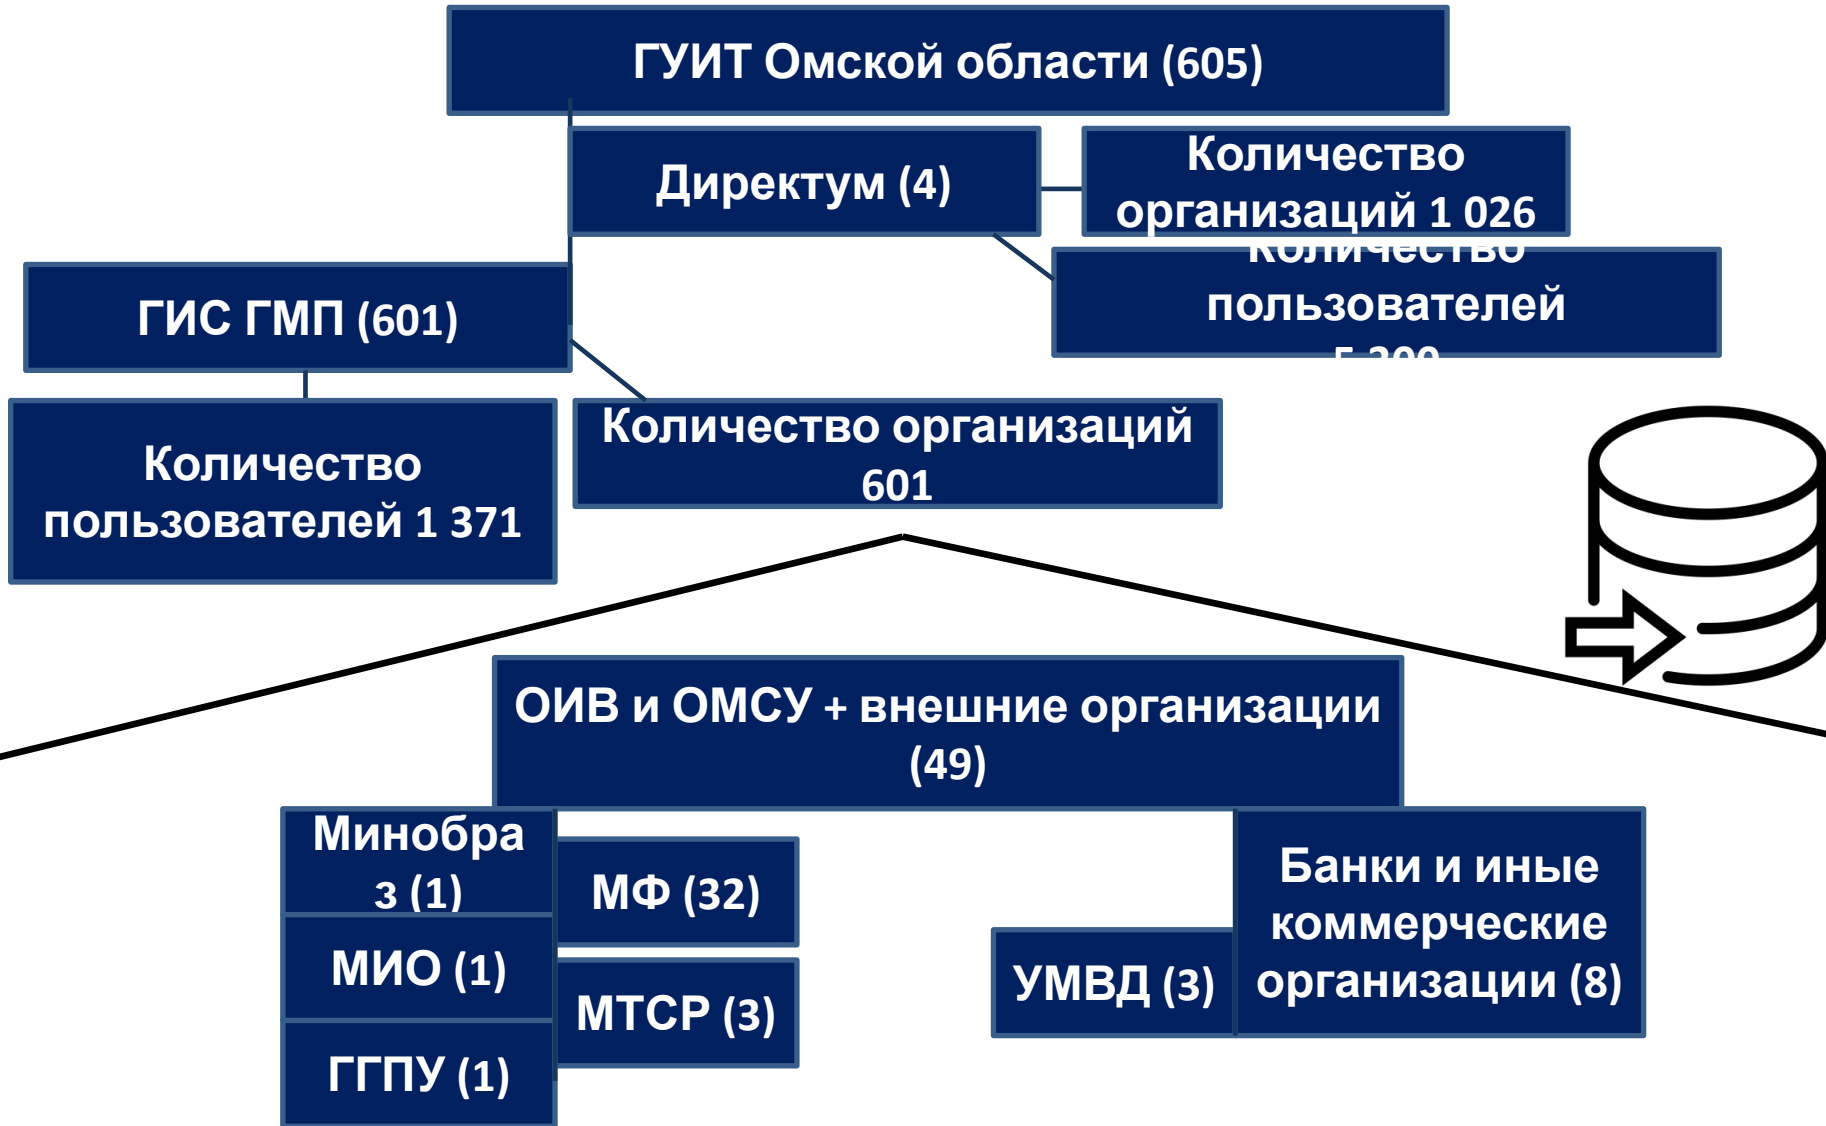 ГУИТ Омской области (605)
Директум (4)
Количество
организаций 1 026
Количество
пользователей
ГИС ГМП (601)
Количество
пользователей 1 371
Количество организаций
601
ОИВ и ОМСУ + внешние организации
(49)
Минобра
з (1)
МФ (32)
МИО (1)
МТСР (3)
ГГПУ (1)
УМВД (3)
Банки и иные
коммерческие
организации (8)